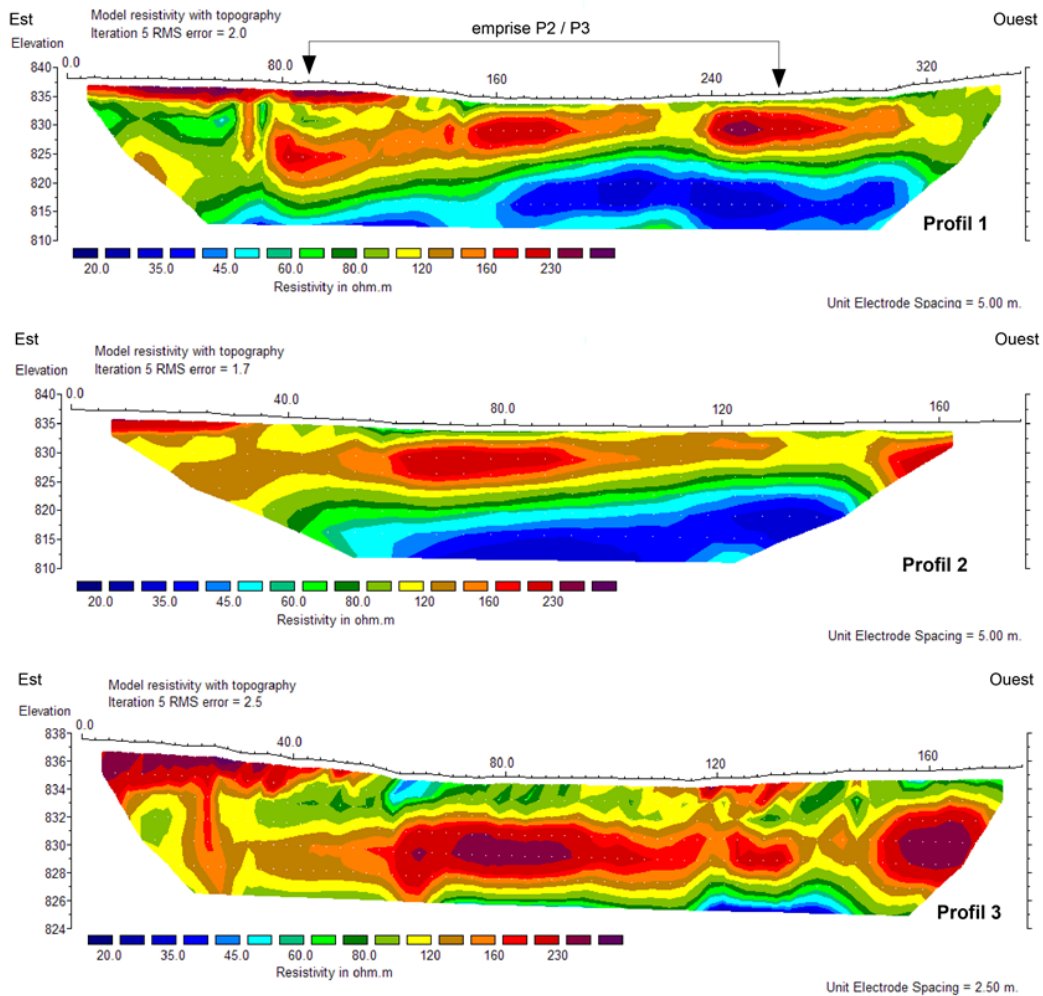 Est
Ouest
Model resistivity with topography
Iteration 5 RMS error = 2.0
emprise P2 / P3
Elevation
0.0 80.0 160 240 320
840
835
830
825
820
815
810
Profil 1
20.0 35.0 45.0 60.0 80.0 120 160 230
Resistivity in ohm.m
Unit Electrode Spacing = 5.00 m.
Est
Ouest
Model resistivity with topography
Iteration 5 RMS error = 1.7
Elevation
0.0 40.0 80.0 120 160
840
835
830
825
820
815
810
Profil 2
20.0 35.0 45.0 60.0 80.0 120 160 230
Resistivity in ohm.m
Unit Electrode Spacing = 5.00 m.
Est
Ouest
Model resistivity with topography
Iteration 5 RMS error = 2.5
Elevation
0.0 40.0 80.0 120 160
838
836
834
832
830
828
826
824
Profil 3
20.0 35.0 45.0 60.0 80.0 120 160 230
Resistivity in ohm.m
Unit Electrode Spacing = 2.50 m.